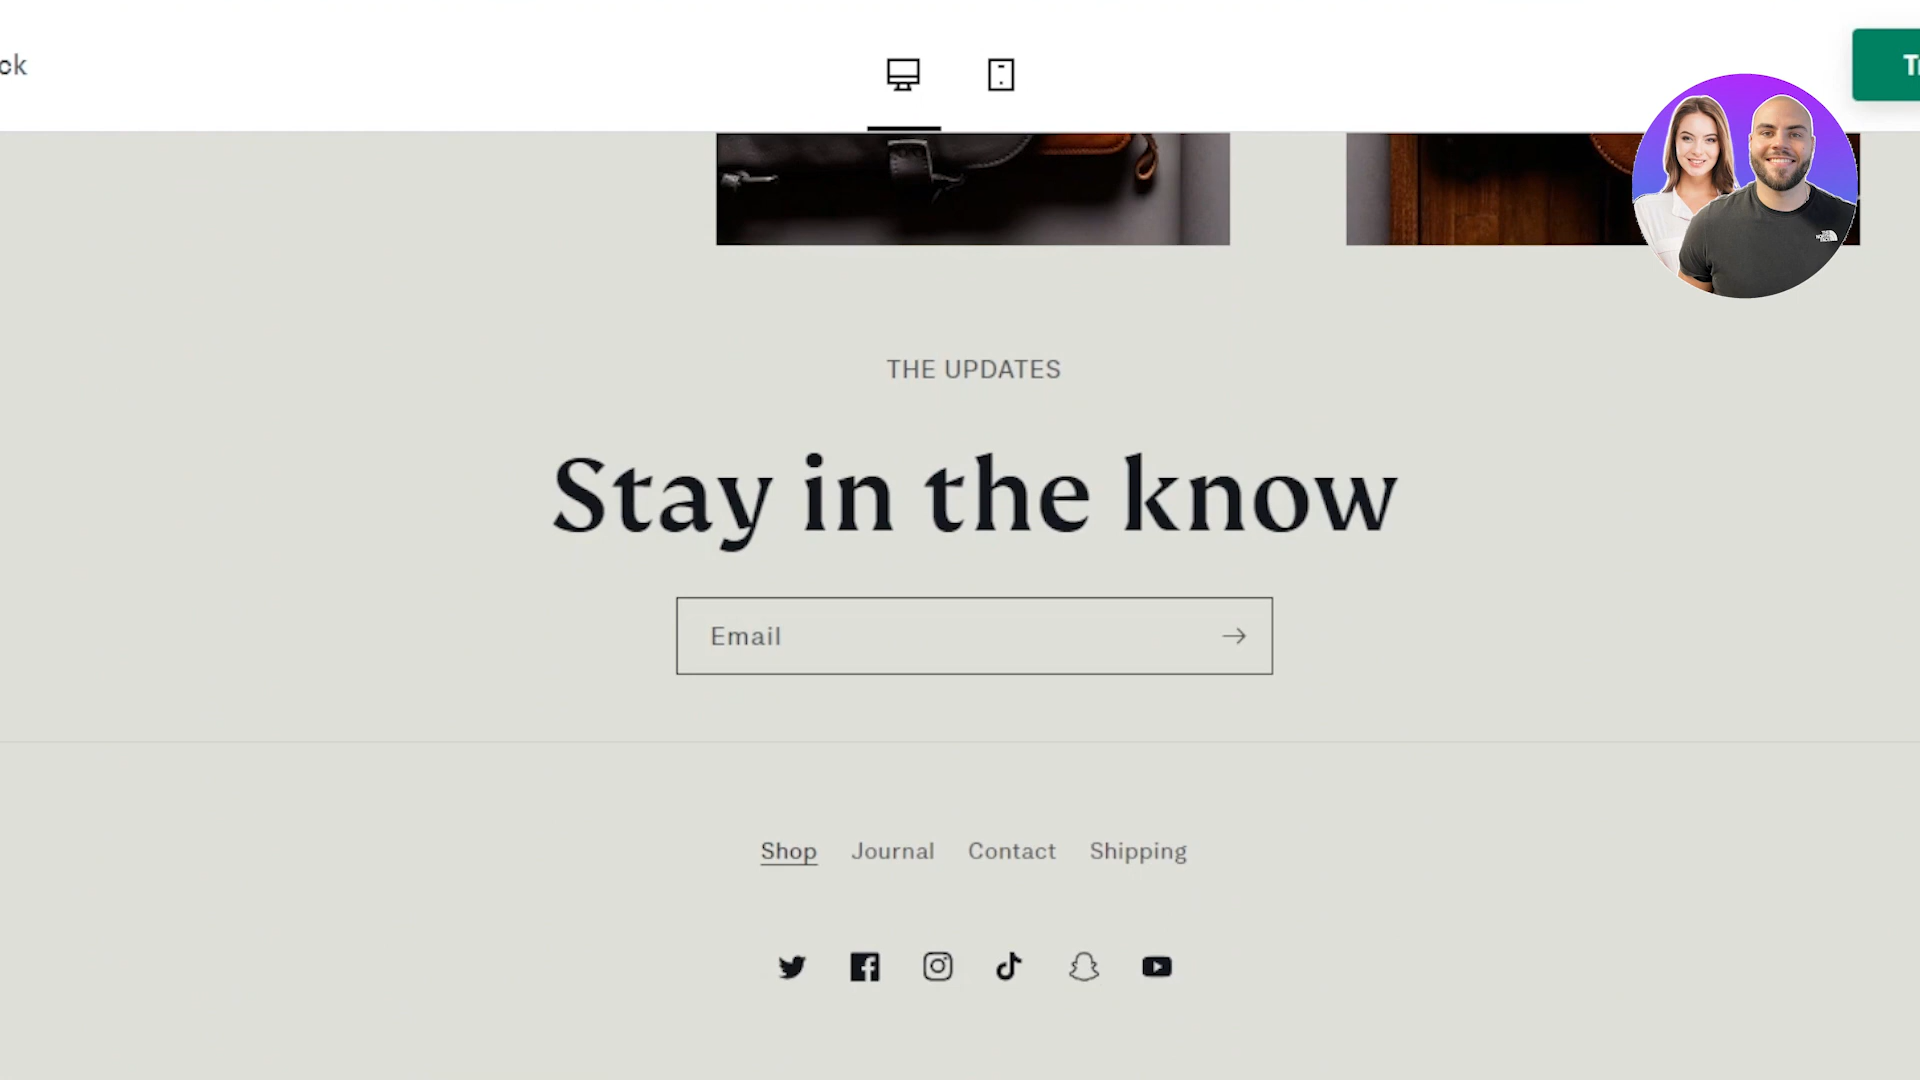 ck
THE UPDATES
Stay in the know
Email
Shop Journal Contact Shipping